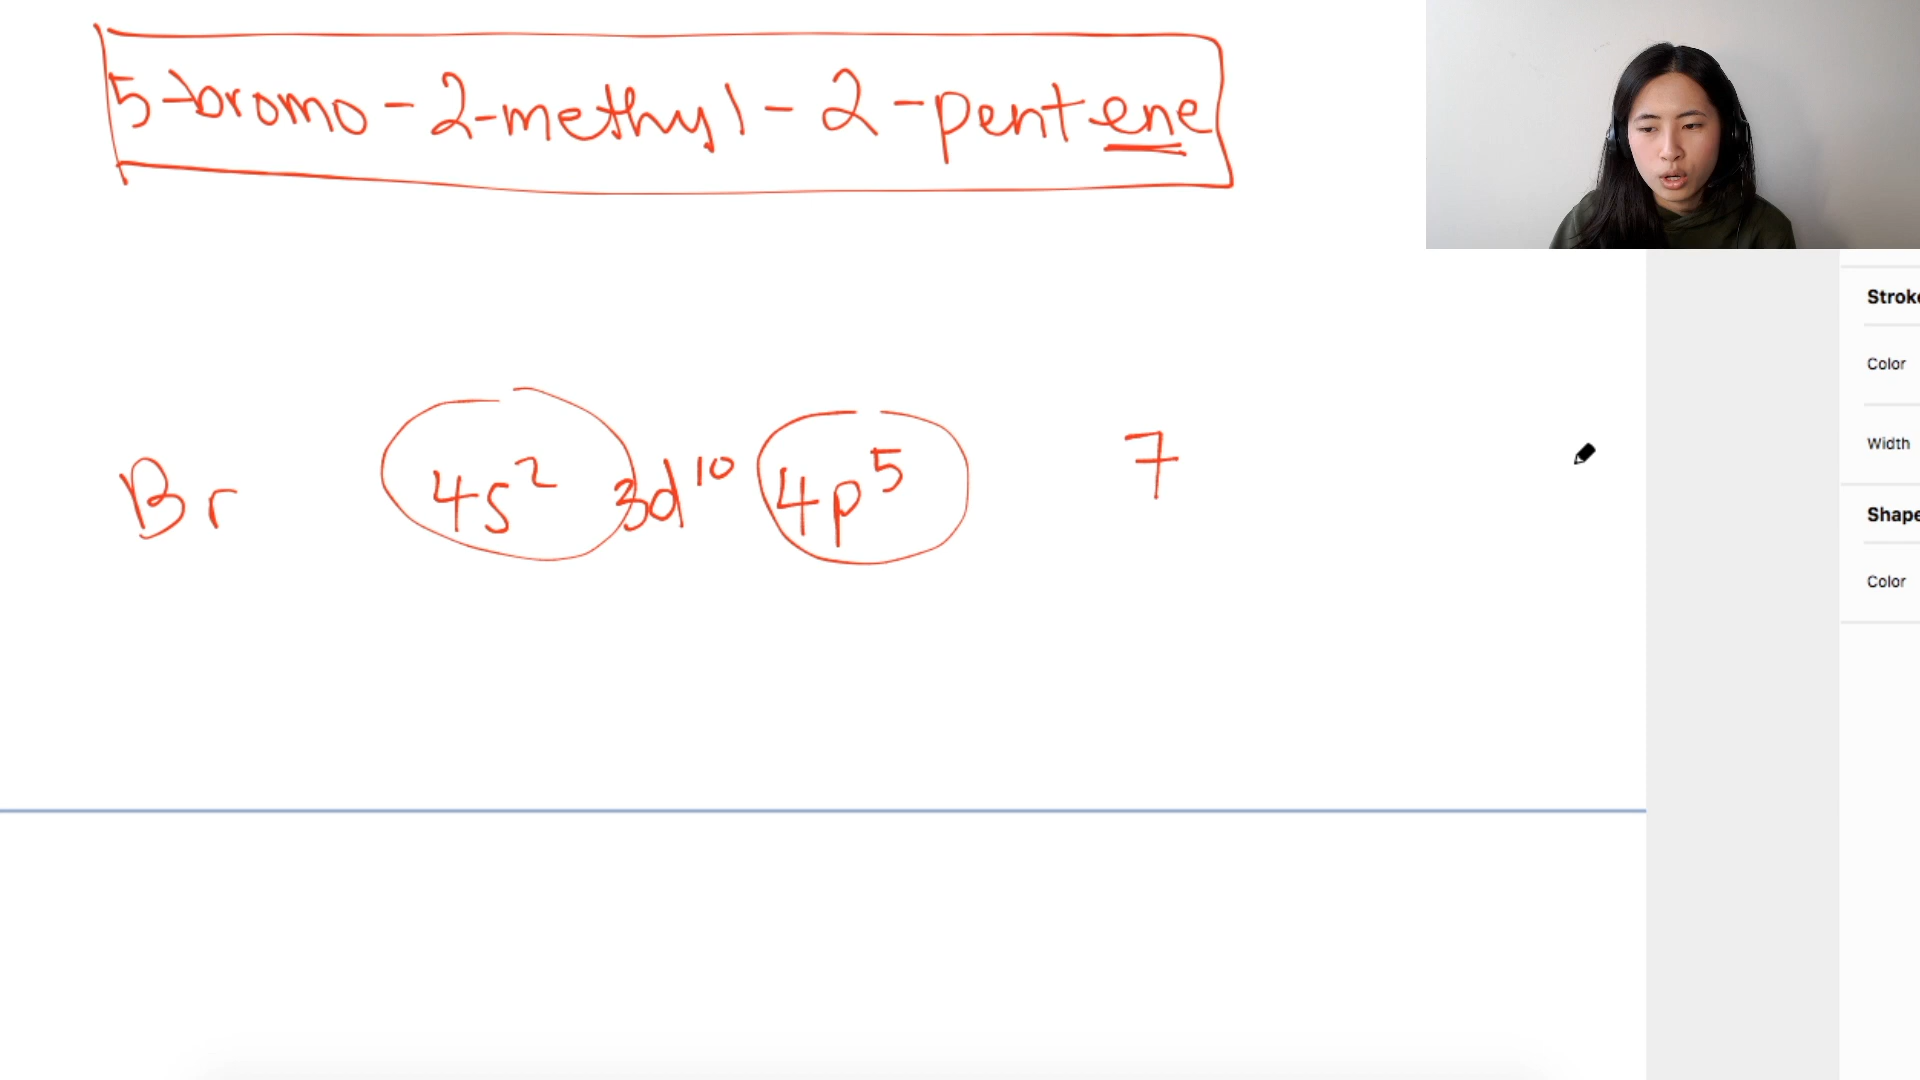 5-bromo-2-methyl-2-pentene
Br 4s² 3d¹⁰ 4p⁵ 7
Stroke
Color
Width
Shape
Color